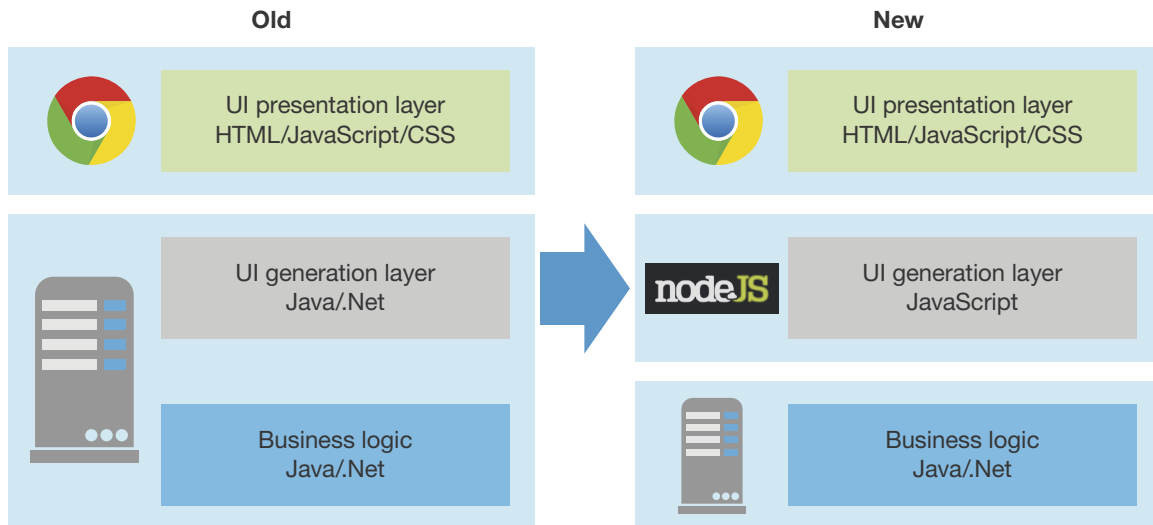 Old
UI presentation layer
HTML/JavaScript/CSS
UI generation layer
Java/.Net
Business logic
Java/.Net
New
UI presentation layer
HTML/JavaScript/CSS
nodeJS
UI generation layer
JavaScript
Business logic
Java/.Net